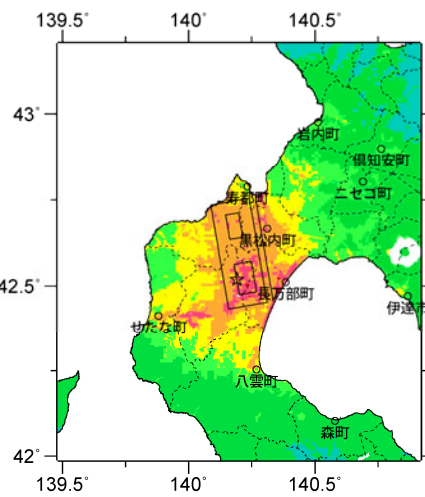 139.5° 140° 140.5°
43°
岩内町
倶知安町
ニセコ町
寿都町
黒松内町
42.5°
長万部町
伊達市
せたな町
八雲町
森町
42°
139.5° 140° 140.5°